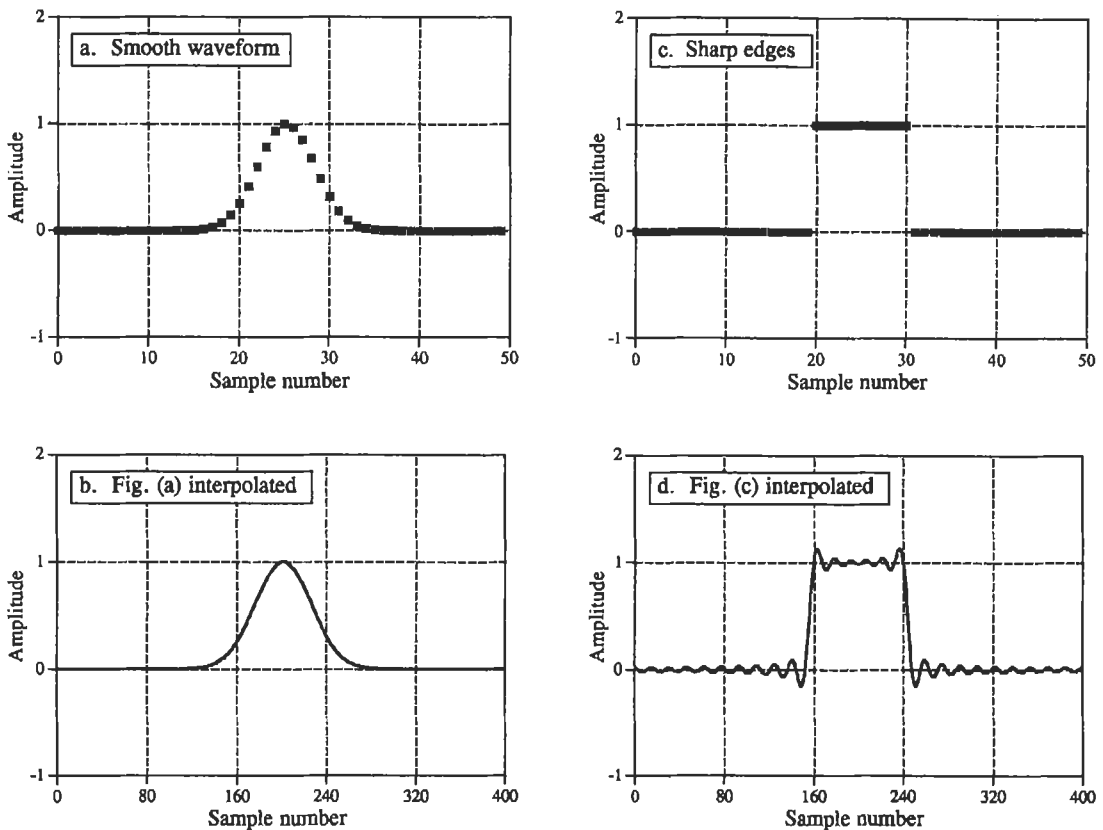 a. Smooth waveform
2
1
0
-1
Amplitude
0 10 20 30 40 50
Sample number
c. Sharp edges
2
1
0
-1
Amplitude
0 10 20 30 40 50
Sample number
b. Fig. (a) interpolated
2
1
0
-1
Amplitude
0 80 160 240 320 400
Sample number
d. Fig. (c) interpolated
2
1
0
-1
Amplitude
0 80 160 240 320 400
Sample number